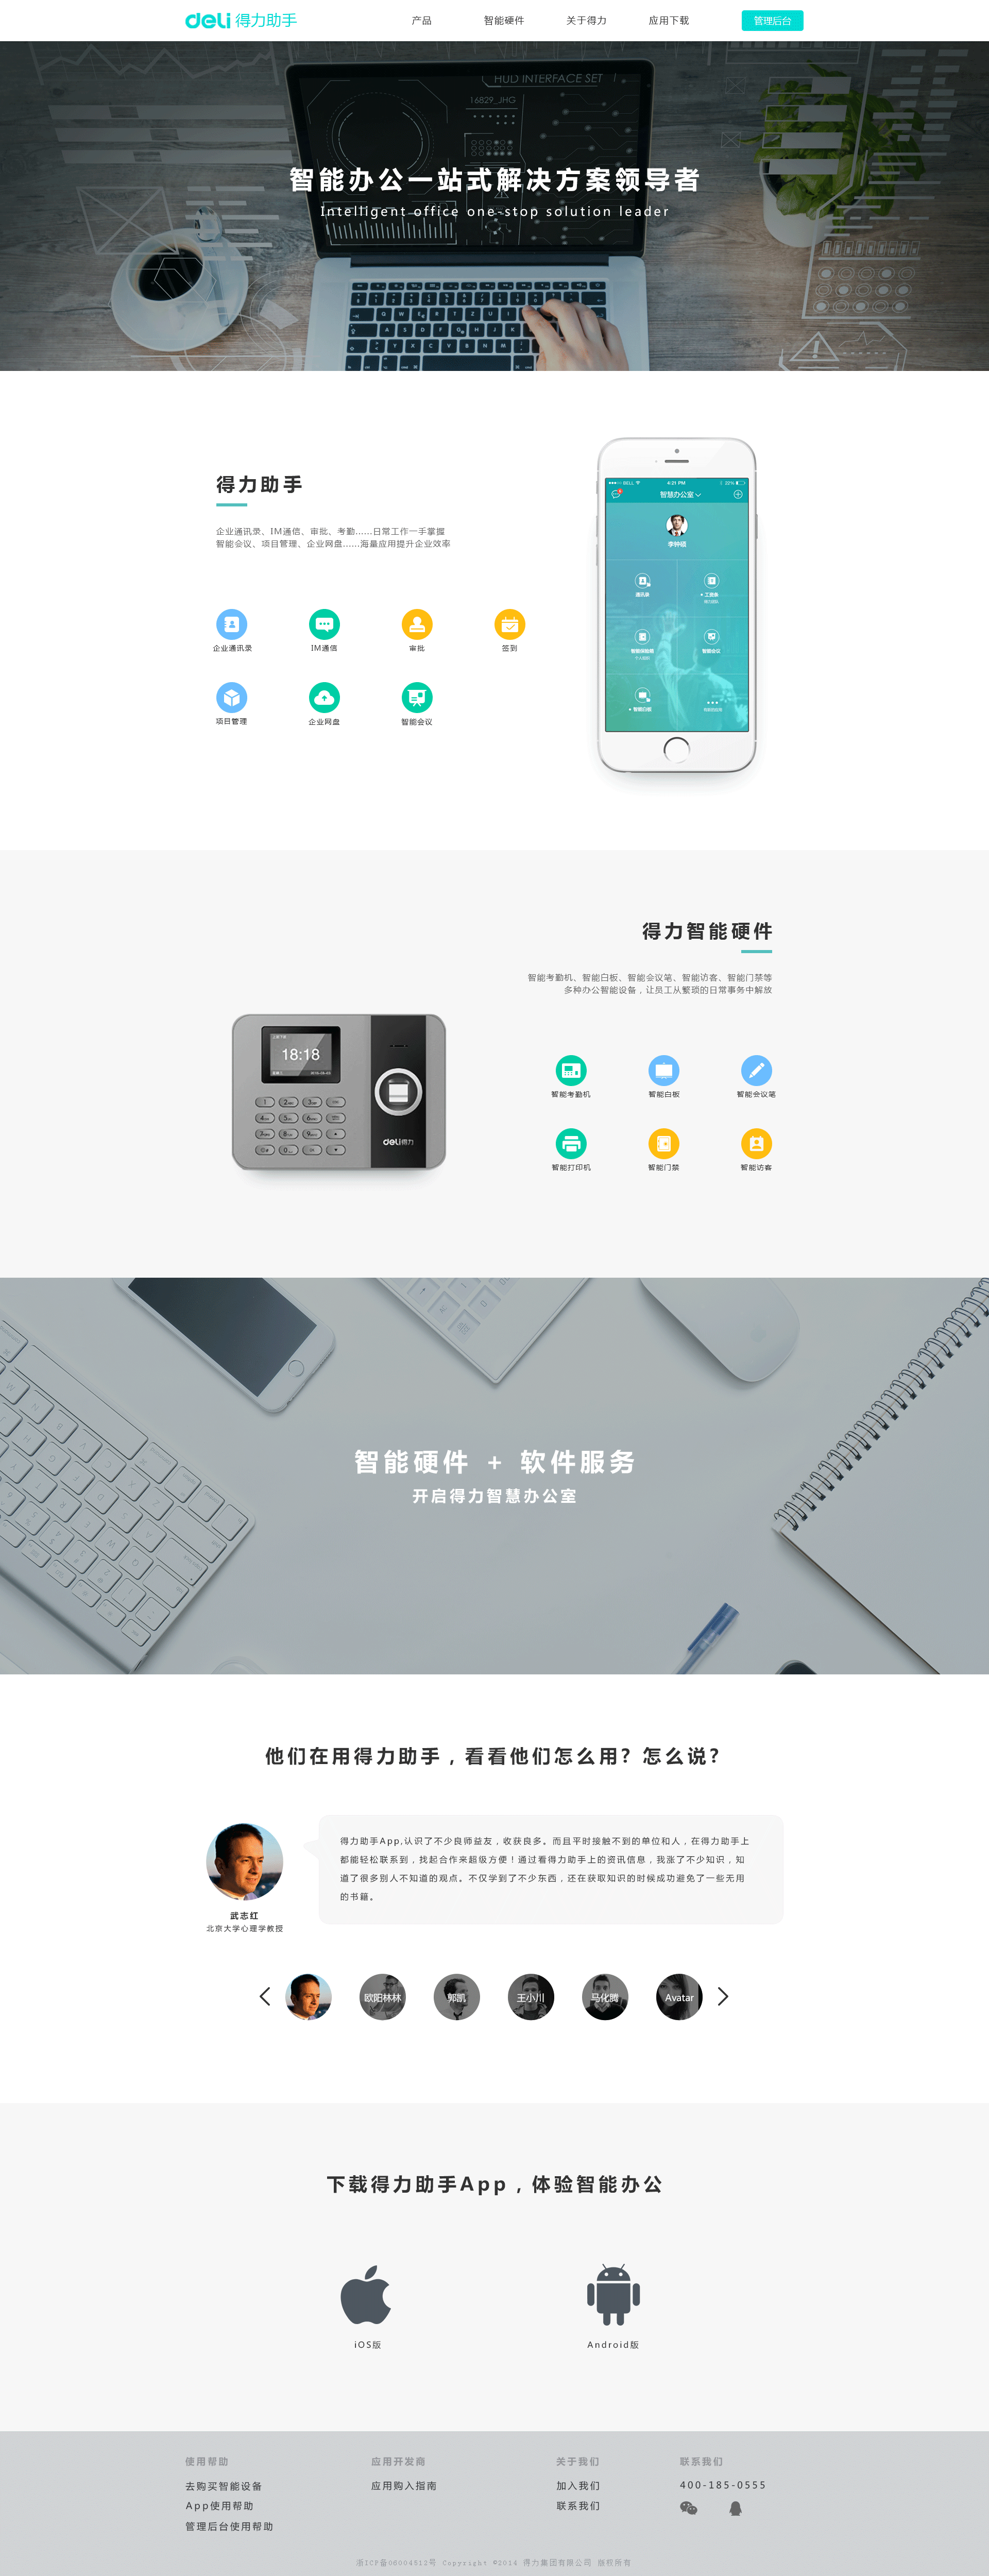 deli 得力助手
产品 智能硬件 关于得力 应用下载 管理后台
HUD INTERFACE SET
16829_JHG
智能办公一站式解决方案领导者
Intelligent office one-stop solution leader
得力助手
企业通讯录、IM通信、审批、考勤......日常工作一手掌握
智能会议、项目管理、企业网盘......海量应用提升企业效率
企业通讯录 IM通信 审批 签到
项目管理 企业网盘 智能会议
BELL 4:21 PM 22%
智慧办公室
李钟硕
通讯录 工资条
智能会议
智能白板
得力智能硬件
智能考勤机、智能白板、智能会议笔、智能访客、智能门禁等
多种办公智能设备，让员工从繁琐的日常事务中解放
18:18
deli得力
智能考勤机 智能白板 智能会议笔
智能打印机 智能门禁 智能访客
智能硬件 + 软件服务
开启得力智慧办公室
他们在用得力助手，看看他们怎么用？怎么说？
得力助手App,认识了不少良师益友，收获良多。而且平时接触不到的单位和人，在得力助手上
都能轻松联系到，找起合作来超级方便！通过看得力助手上的资讯信息，我涨了不少知识，知
道了很多别人不知道的观点。不仅学到了不少东西，还在获取知识的时候成功避免了一些无用
的书籍。
武志红
北京大学心理学教授
欧阳林林 郭凯 王小川 马化腾 Avatar
下载得力助手App，体验智能办公
iOS版 Android版
使用帮助 应用开发商 关于我们 联系我们
去购买智能设备 应用购入指南 加入我们 400-185-0555
App使用帮助 联系我们
管理后台使用帮助
浙ICP备08004512号 Copyright ©2014 得力集团有限公司 版权所有